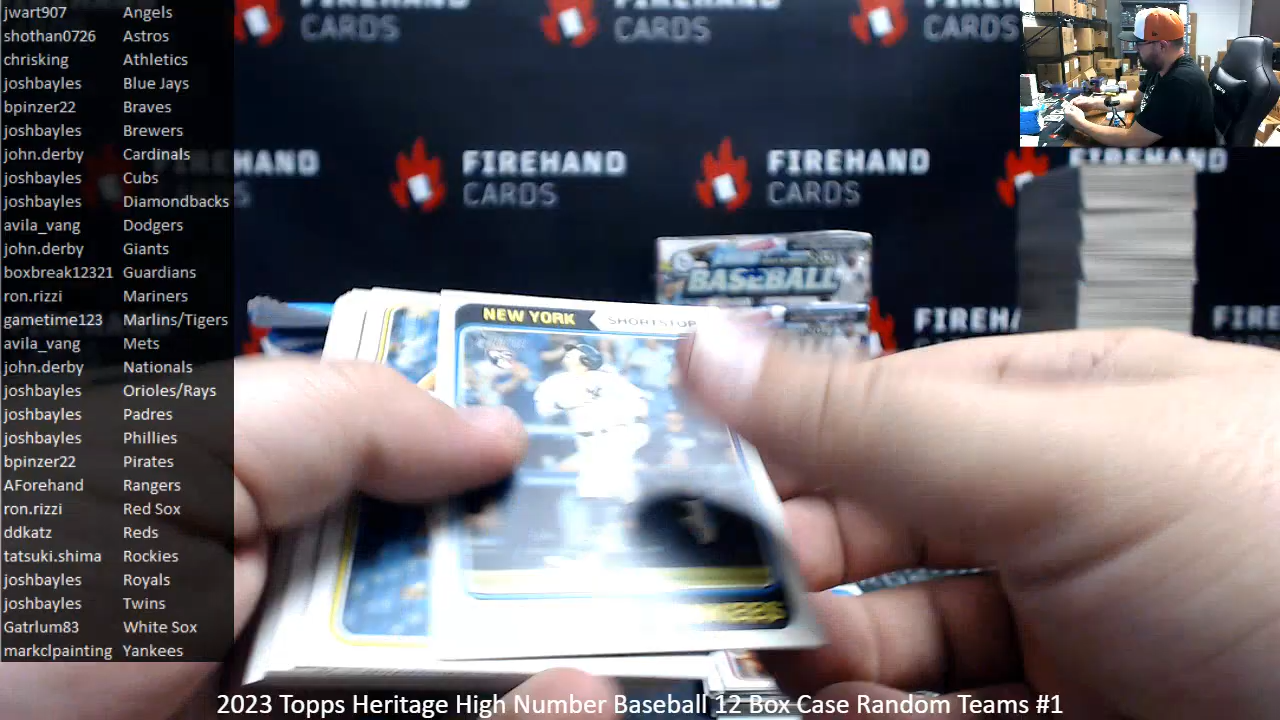 jwart907 Angels
shothan0726 Astros
chrisking Athletics
joshbayles Blue Jays
bpinzer22 Braves
joshbayles Brewers
john.derby Cardinals
joshbayles Cubs
joshbayles Diamondbacks
avila_vang Dodgers
john.derby Giants
boxbreak12321 Guardians
ron.rizzi Mariners
gametime123 Marlins/Tigers
avila_vang Mets
john.derby Nationals
joshbayles Orioles/Rays
joshbayles Padres
joshbayles Phillies
bpinzer22 Pirates
AForehand Rangers
ron.rizzi Red Sox
ddkatz Reds
tatsuki.shima Rockies
joshbayles Royals
joshbayles Twins
Gatrlum83 White Sox
markclpainting Yankees
CARDS
CARDS
CARDS
FIREHAND
CARDS
FIREHAND
CARDS
FIREHAND
BASEBALL
NEW YORK SHORTSTOP
2023 Topps Heritage High Number Baseball 12 Box Case Random Teams #1